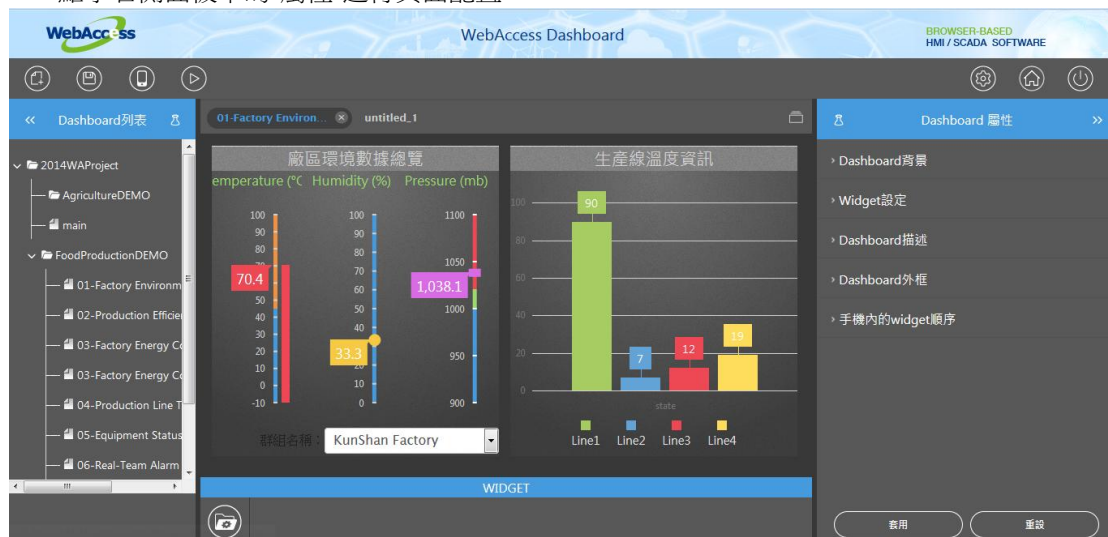 WebAccess
WebAccess Dashboard
BROWSER-BASED
HMI / SCADA SOFTWARE
Dashboard列表
2014WAProject
AgricultureDEMO
main
FoodProductionDEMO
01-Factory Environm
02-Production Efficie
03-Factory Energy Co
03-Factory Energy Co
04-Production Line T
05-Equipment Status
06-Real-Team Alarm
01-Factory Environ...
untitled_1
廠區環境數據總覽
emperature (°C Humidity (%) Pressure (mb)
100
90
80
50
40
30
20
10
0
-10
70.4
100
90
80
70
60
50
40
10
0
33.3
1100
1050
1000
950
900
1,038.1
群組名稱：
KunShan Factory
生產線溫度資訊
100
80
60
40
20
0
90
7
12
19
state
Line1 Line2 Line3 Line4
WIDGET
Dashboard 屬性
Dashboard背景
Widget設定
Dashboard描述
Dashboard外框
手機內的widget順序
套用
重設